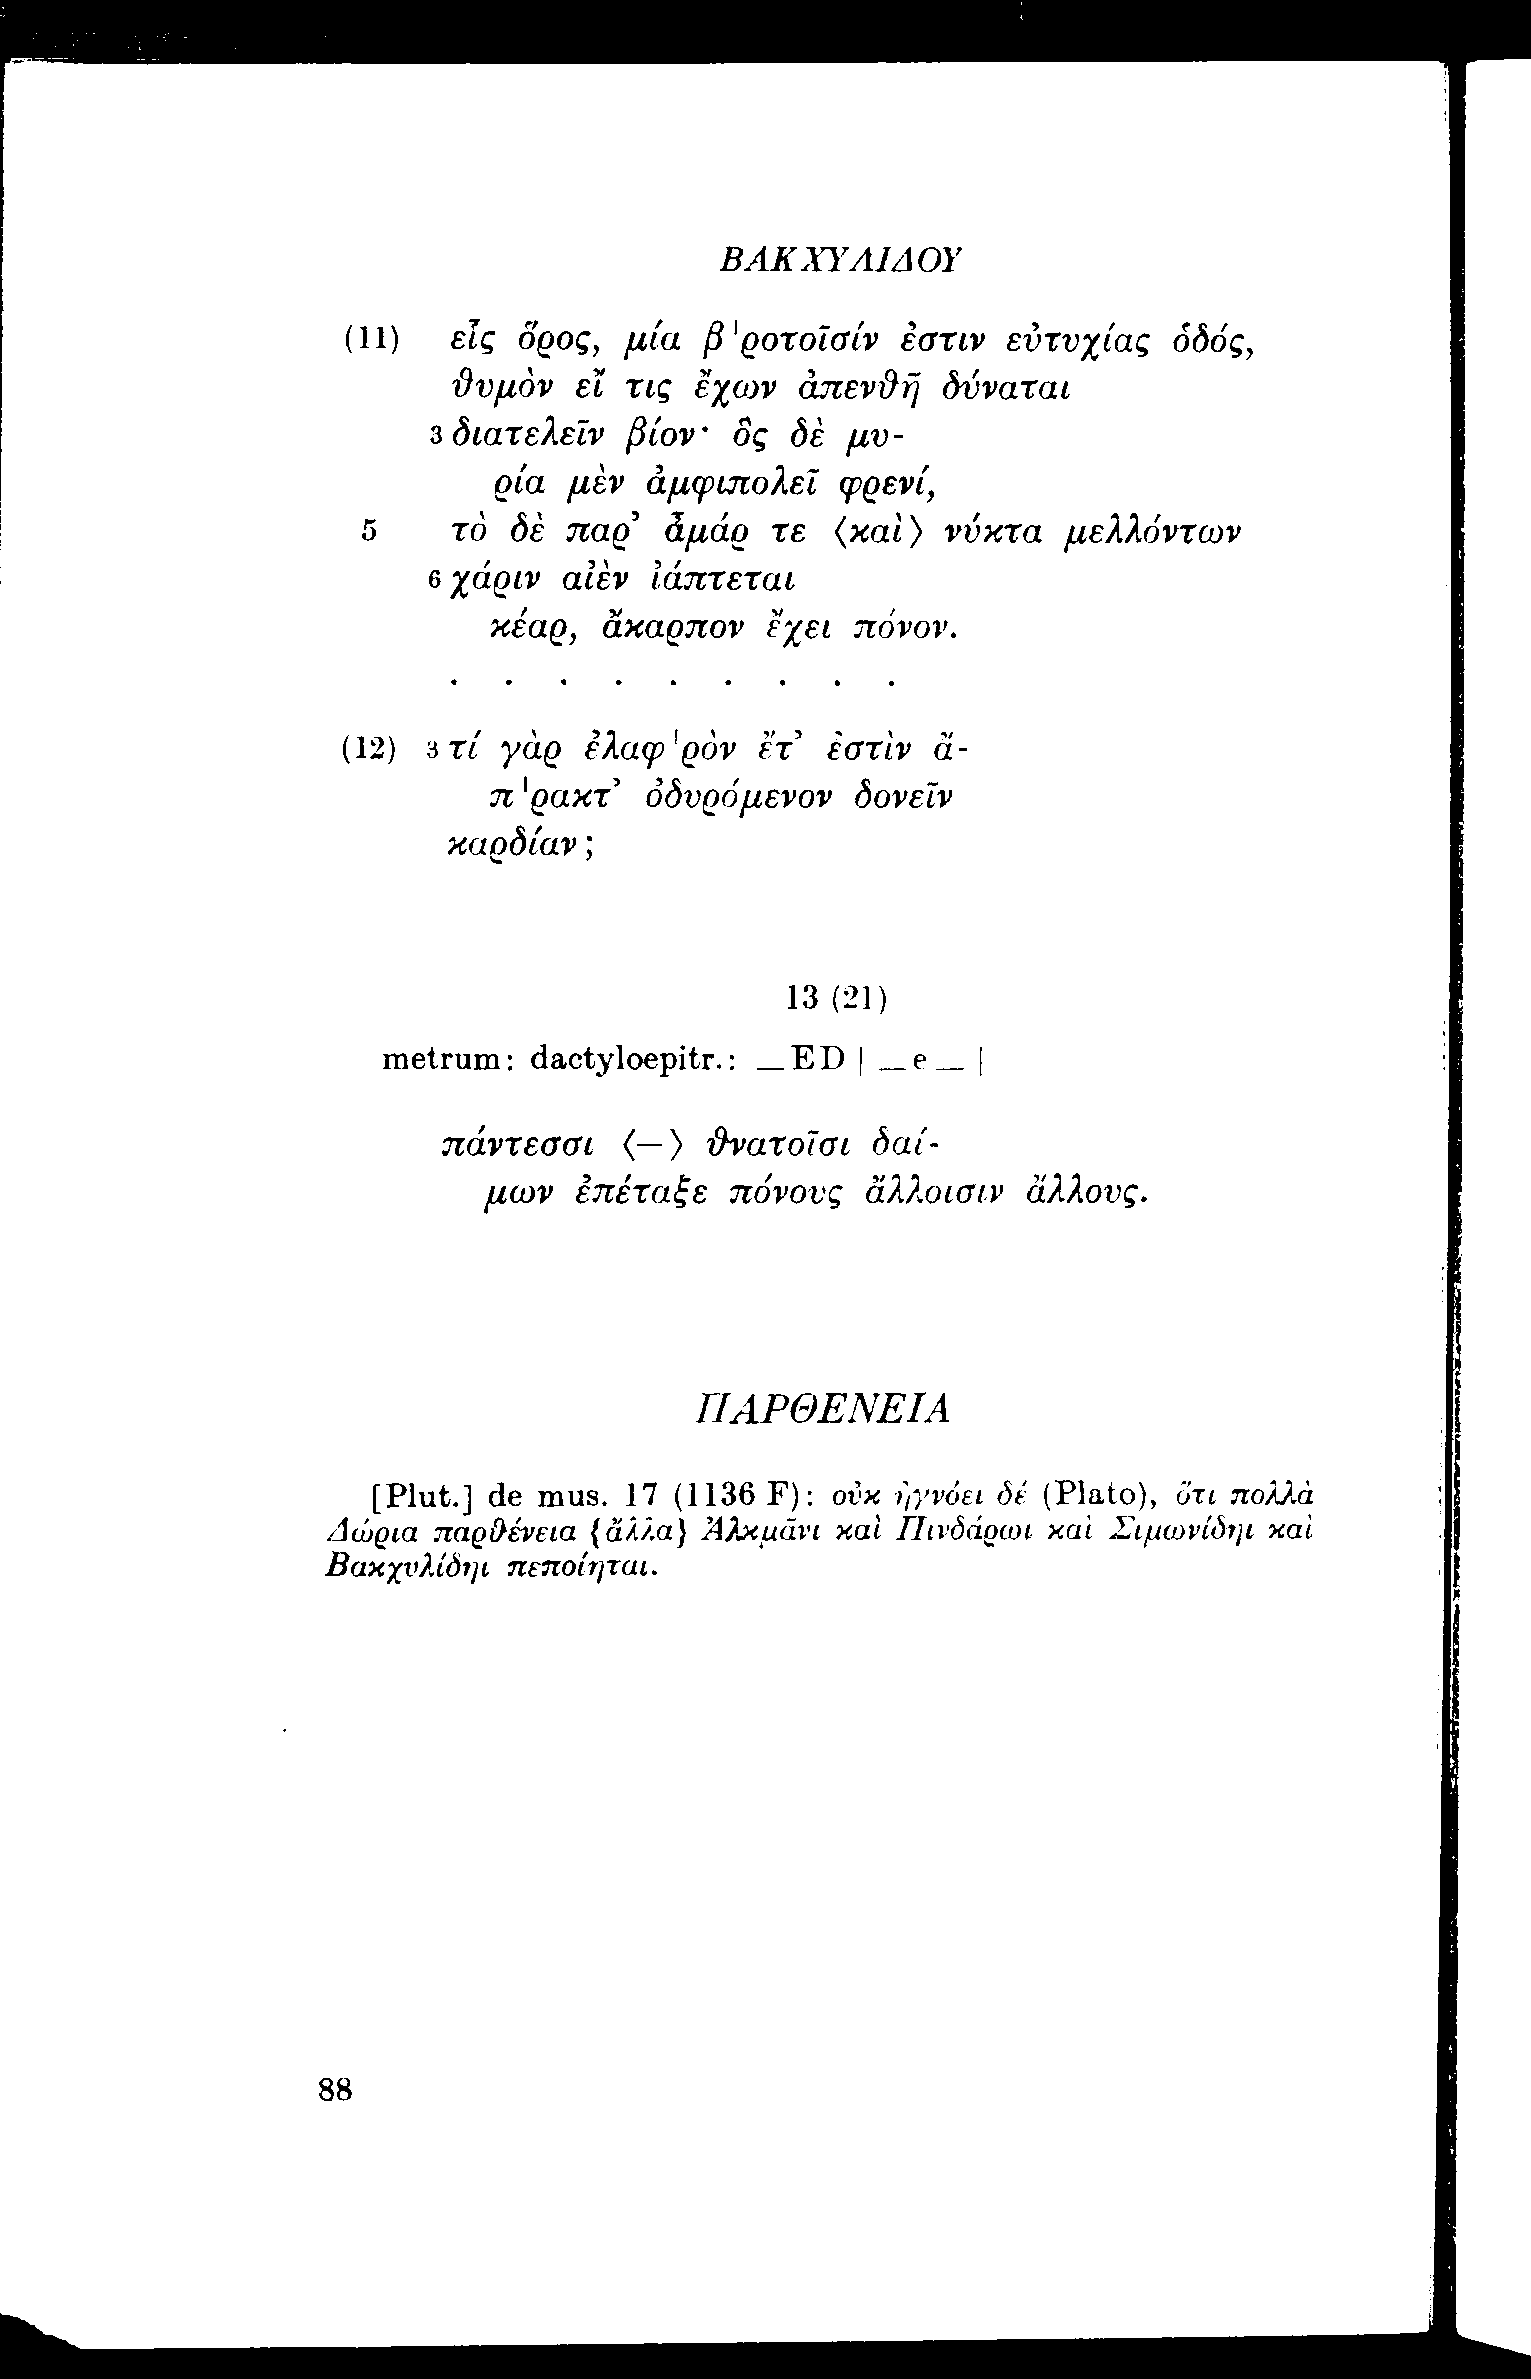 ΒΑΚΧΥΛΙΔΟΥ
(11) εἷς ὅρος, μία β'ροτοῖσίν ἐστιν εὐτυχίας ὁδός,
θυμὸν εἴ τις ἔχων ἀπενθῆ δύναται
3 διατελεῖν βίον· ὃς δὲ μυ-
ρία μὲν ἀμφιπολεῖ φρενί,
5 τὸ δὲ παρ' ἆμάρ τε ⟨καὶ⟩ νύκτα μελλόντων
6 χάριν αἰὲν ἰάπτεται
κέαρ, ἄκαρπον ἔχει πόνον.
. . . . . . . . .
(12) 3 τί γὰρ ἐλαφ'ρὸν ἔτ' ἐστὶν ἄ-
π'ρακτ' ὀδυρόμενον δονεῖν
καρδίαν;
13 (21)
metrum: dactyloepitr.: _ E D | _ e _ |
πάντεσσι ⟨—⟩ θνατοῖσι δαί-
μων ἐπέταξε πόνους ἄλλοισιν ἄλλους.
ΠΑΡΘΕΝΕΙΑ
[Plut.] de mus. 17 (1136 F): οὐκ ἠγνόει δέ (Plato), ὅτι πολλὰ
Δώρια παρθένεια {ἄλλα} Ἀλκμᾶνι καὶ Πινδάρωι καὶ Σιμωνίδηι καὶ
Βακχυλίδηι πεποίηται.
88